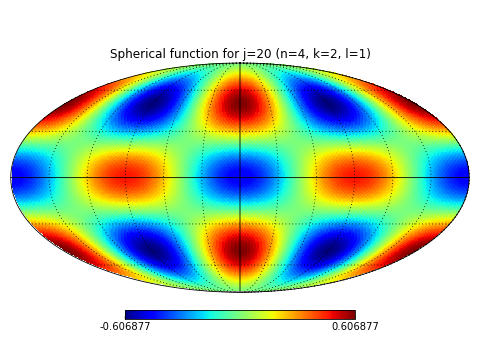 Spherical function for j=20 (n=4, k=2, l=1)
-0.606877 0.606877